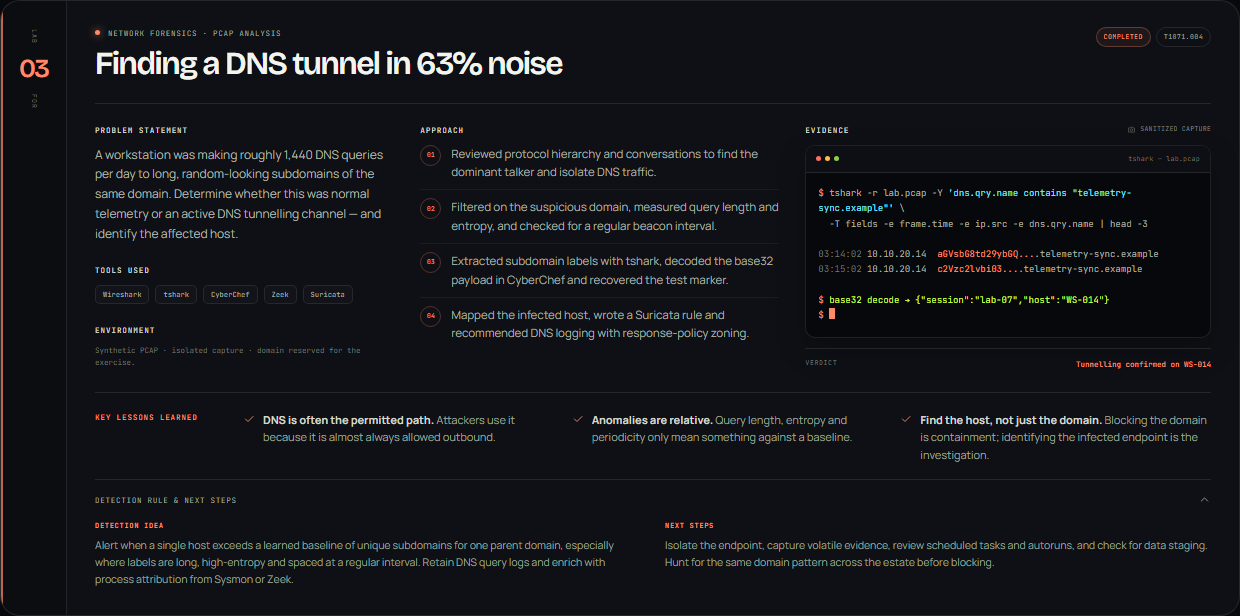 LAB
03
FOR
NETWORK FORENSICS · PCAP ANALYSIS
Finding a DNS tunnel in 63% noise
COMPLETED
T1071.004
PROBLEM STATEMENT
A workstation was making roughly 1,440 DNS queries
per day to long, random-looking subdomains of the
same domain. Determine whether this was normal
telemetry or an active DNS tunnelling channel — and
identify the affected host.
TOOLS USED
Wireshark
tshark
CyberChef
Zeek
Suricata
ENVIRONMENT
Synthetic PCAP · isolated capture · domain reserved for the
exercise.
APPROACH
01
Reviewed protocol hierarchy and conversations to find the
dominant talker and isolate DNS traffic.
02
Filtered on the suspicious domain, measured query length and
entropy, and checked for a regular beacon interval.
03
Extracted subdomain labels with tshark, decoded the base32
payload in CyberChef and recovered the test marker.
04
Mapped the infected host, wrote a Suricata rule and
recommended DNS logging with response-policy zoning.
EVIDENCE
SANITIZED CAPTURE
tshark — lab.pcap
$ tshark -r lab.pcap -Y 'dns.qry.name contains "telemetry-
sync.example"' \
-T fields -e frame.time -e ip.src -e dns.qry.name | head -3
03:14:02 10.10.20.14 aGVsbG8td29ybGQ....telemetry-sync.example
03:15:02 10.10.20.14 c2Vzc2lvbi03....telemetry-sync.example
$ base32 decode → {"session":"lab-07","host":"WS-014"}
$
VERDICT
Tunnelling confirmed on WS-014
KEY LESSONS LEARNED
DNS is often the permitted path. Attackers use it
because it is almost always allowed outbound.
Anomalies are relative. Query length, entropy and
periodicity only mean something against a baseline.
Find the host, not just the domain. Blocking the domain
is containment; identifying the infected endpoint is the
investigation.
DETECTION RULE & NEXT STEPS
DETECTION IDEA
Alert when a single host exceeds a learned baseline of unique subdomains for one parent domain, especially
where labels are long, high-entropy and spaced at a regular interval. Retain DNS query logs and enrich with
process attribution from Sysmon or Zeek.
NEXT STEPS
Isolate the endpoint, capture volatile evidence, review scheduled tasks and autoruns, and check for data staging.
Hunt for the same domain pattern across the estate before blocking.